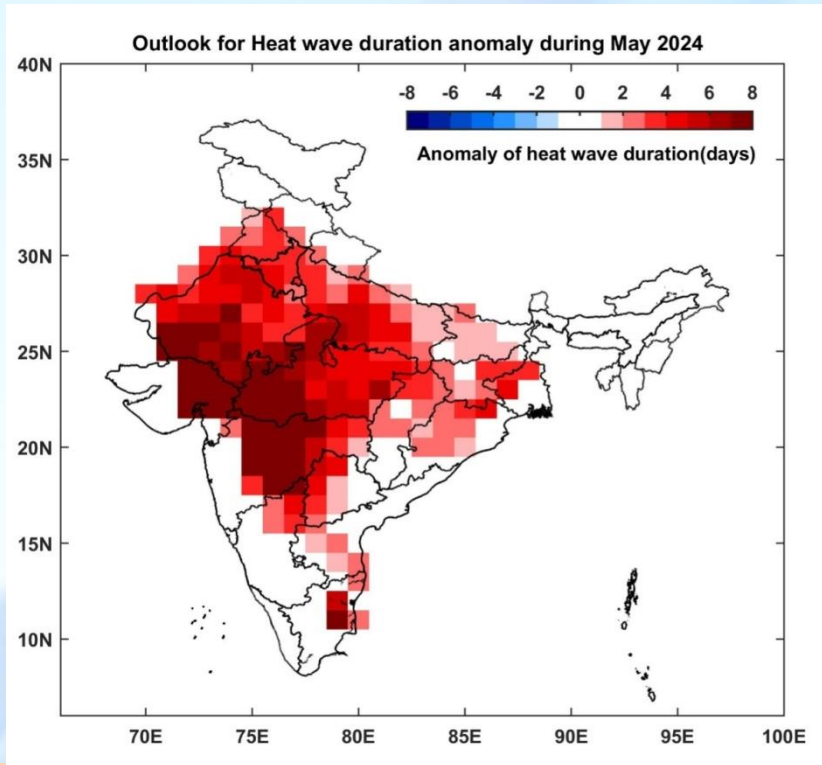 Outlook for Heat wave duration anomaly during May 2024
40N
-8 -6 -4 -2 0 2 4 6 8
Anomaly of heat wave duration(days)
35N
30N
25N
20N
15N
10N
70E 75E 80E 85E 90E 95E 100E